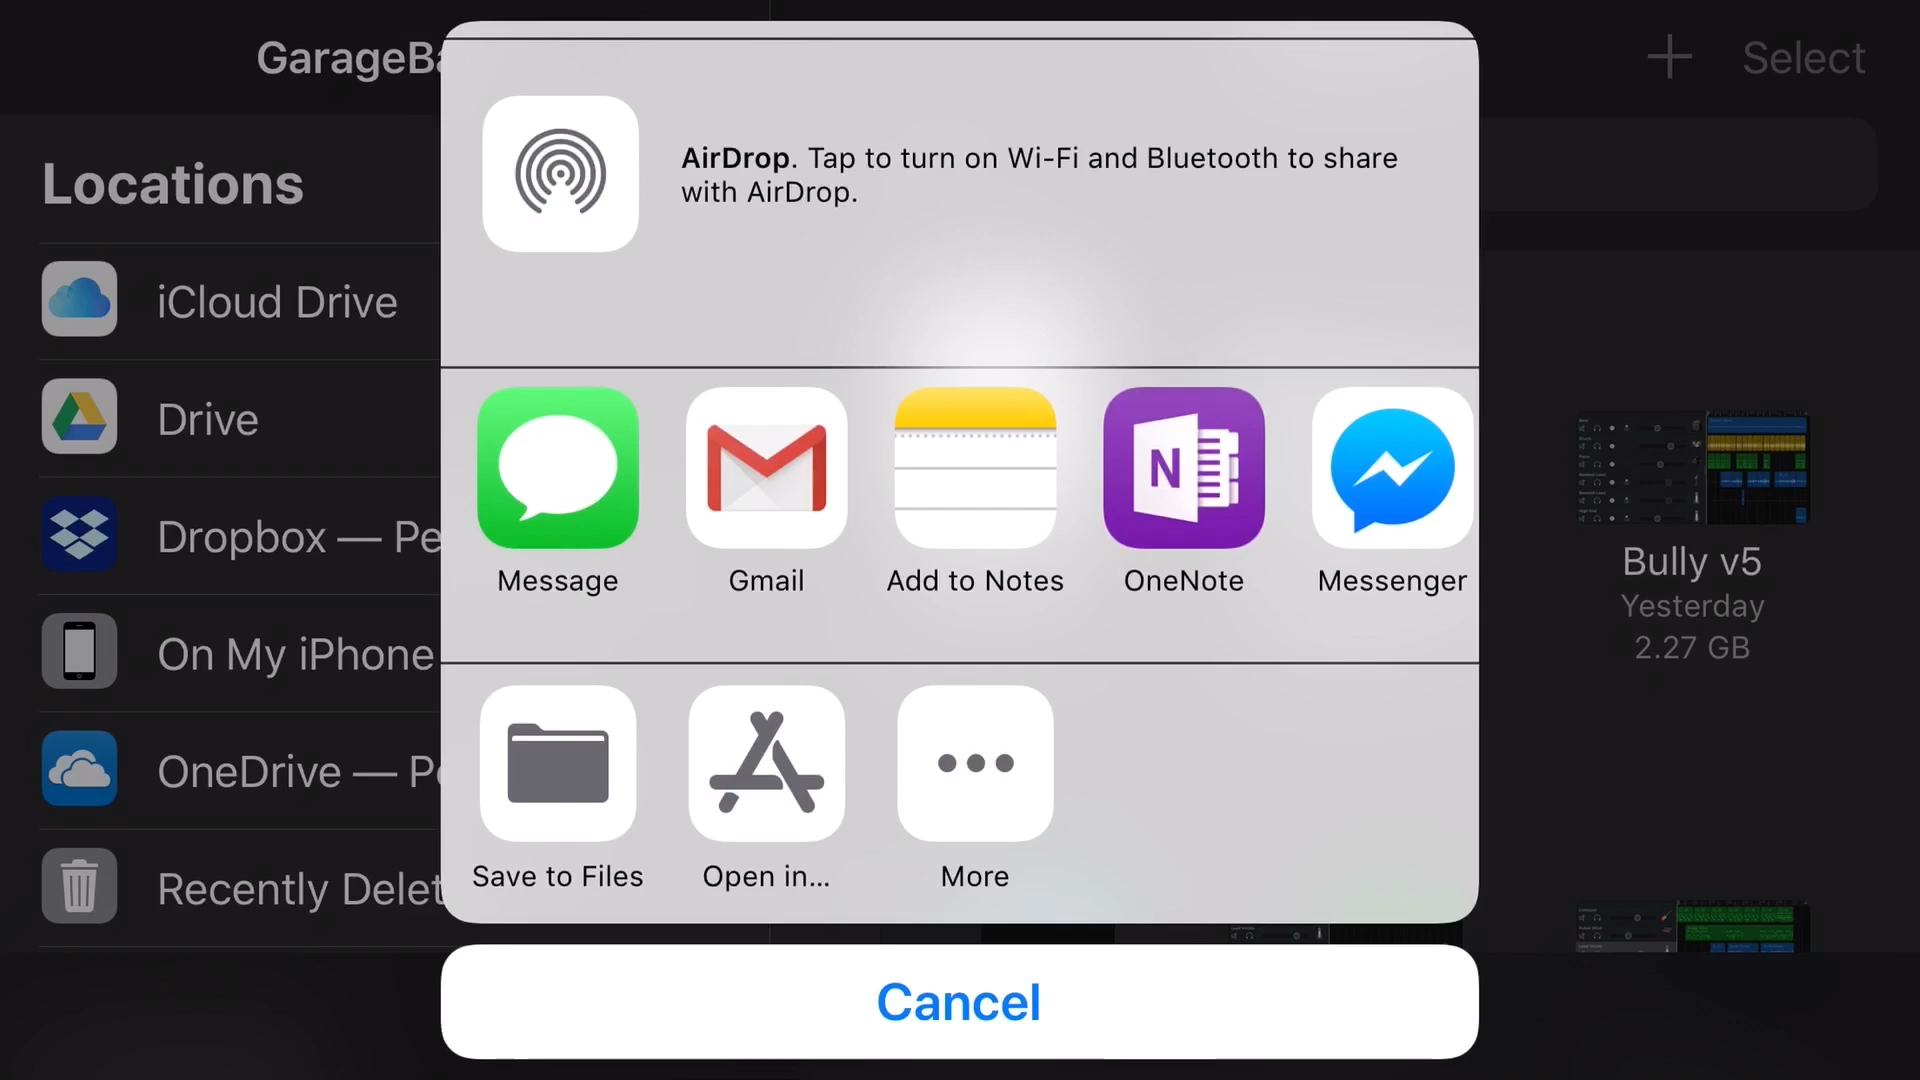 GarageBa
Select
Locations
iCloud Drive
Drive
Dropbox — Pe
On My iPhone
OneDrive — Pe
Recently Delet
AirDrop. Tap to turn on Wi-Fi and Bluetooth to share
with AirDrop.
Message
Gmail
Add to Notes
N
OneNote
Messenger
Save to Files
Open in...
More
Cancel
Bully v5
Yesterday
2.27 GB